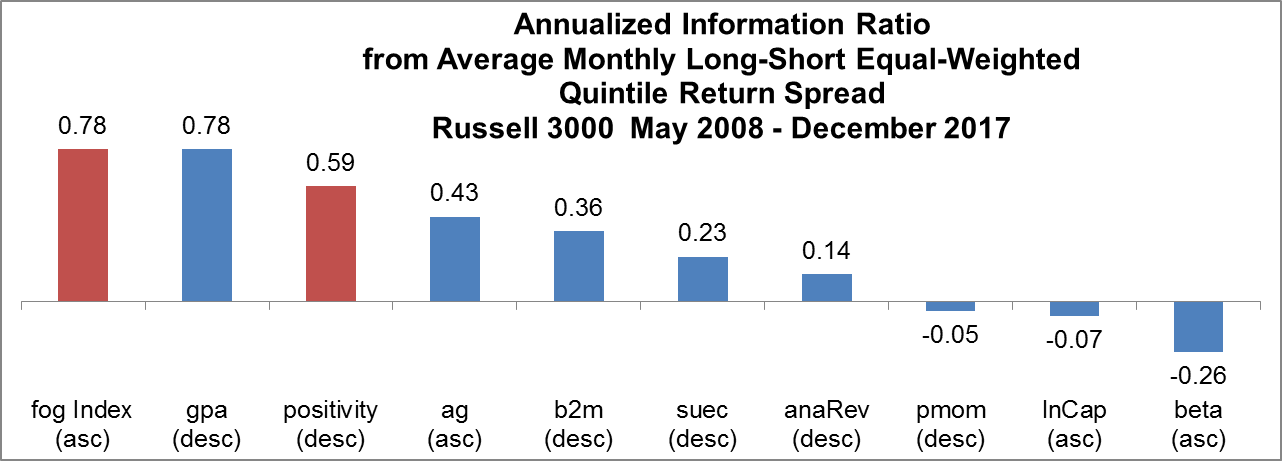 Annualized Information Ratio
from Average Monthly Long-Short Equal-Weighted
Quintile Return Spread
Russell 3000 May 2008 - December 2017
0.78
0.78
0.59
0.43
0.36
0.23
0.14
-0.05
-0.07
-0.26
fog Index
(asc)
gpa
(desc)
positivity
(desc)
ag
(asc)
b2m
(desc)
suec
(desc)
anaRev
(desc)
pmom
(desc)
lnCap
(asc)
beta
(asc)